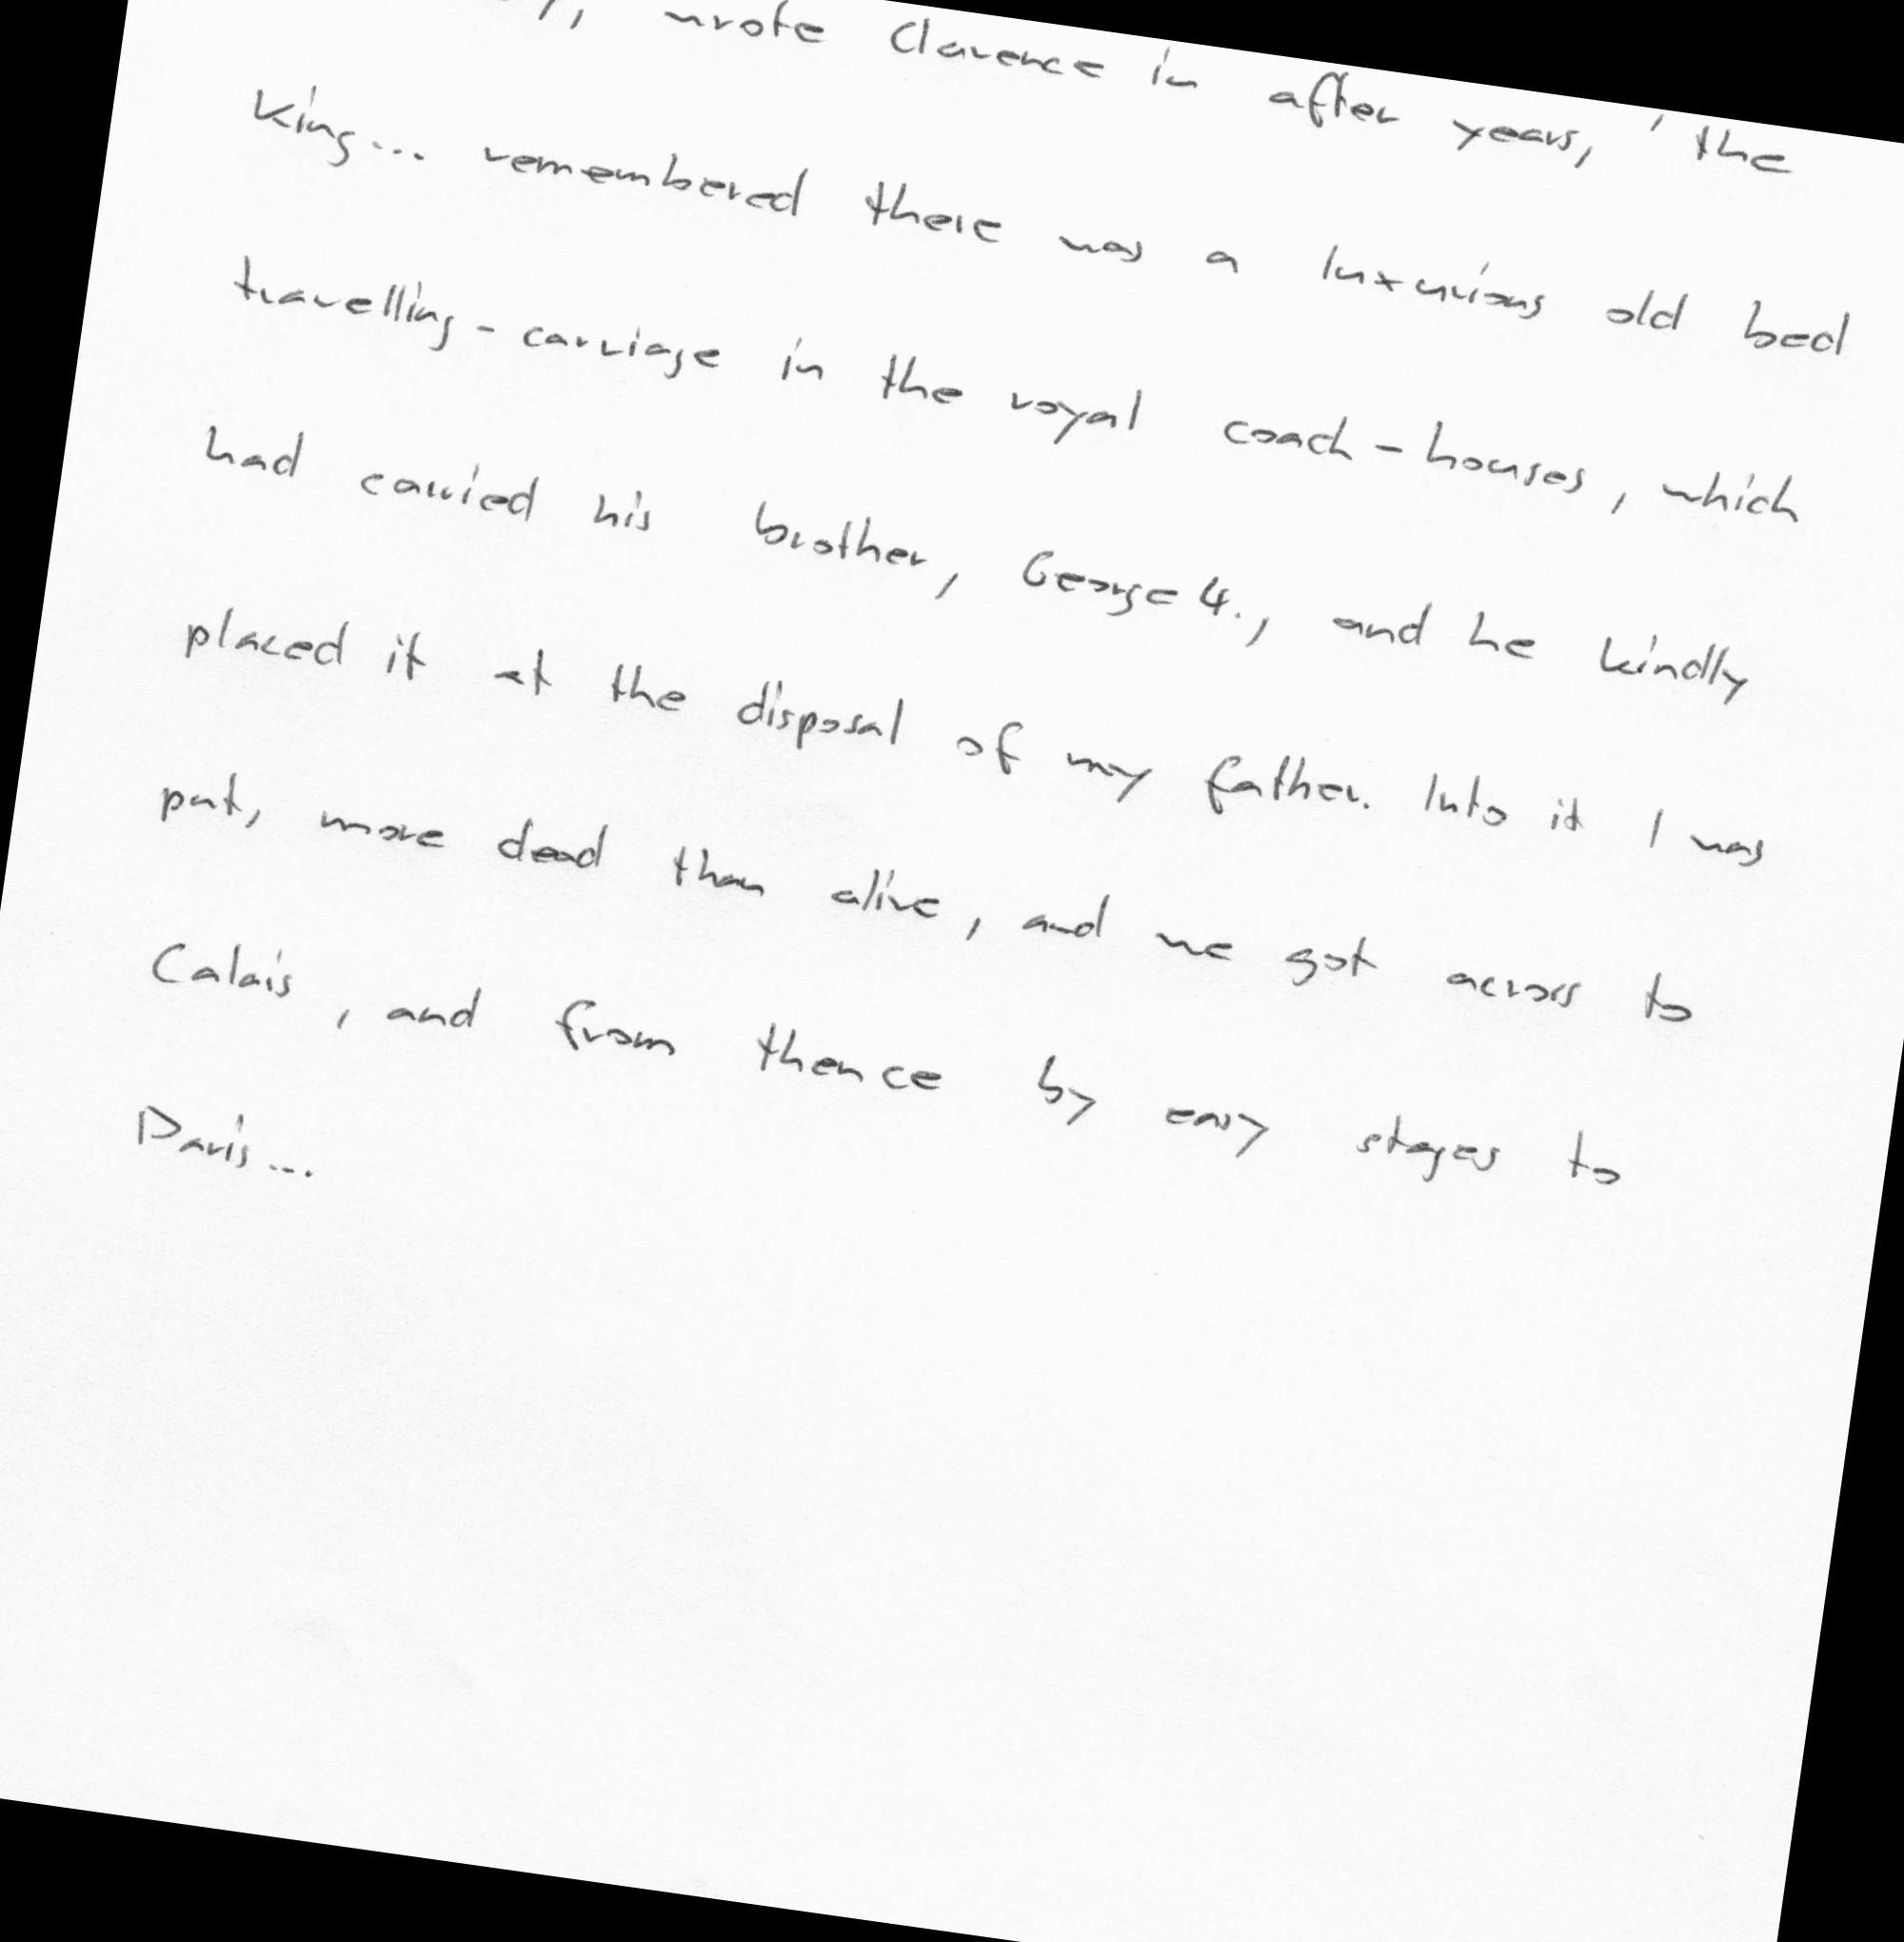 wrote Clarence in after years, ' the
King... remembered there was a luxurious old bed
travelling - carriage in the royal coach - houses, which
had carried his brother, George 4., and he kindly
placed it at the disposal of my father. Into it I was
put, more dead than alive, and we got across to
Calais, and from thence by easy stages to
Paris...